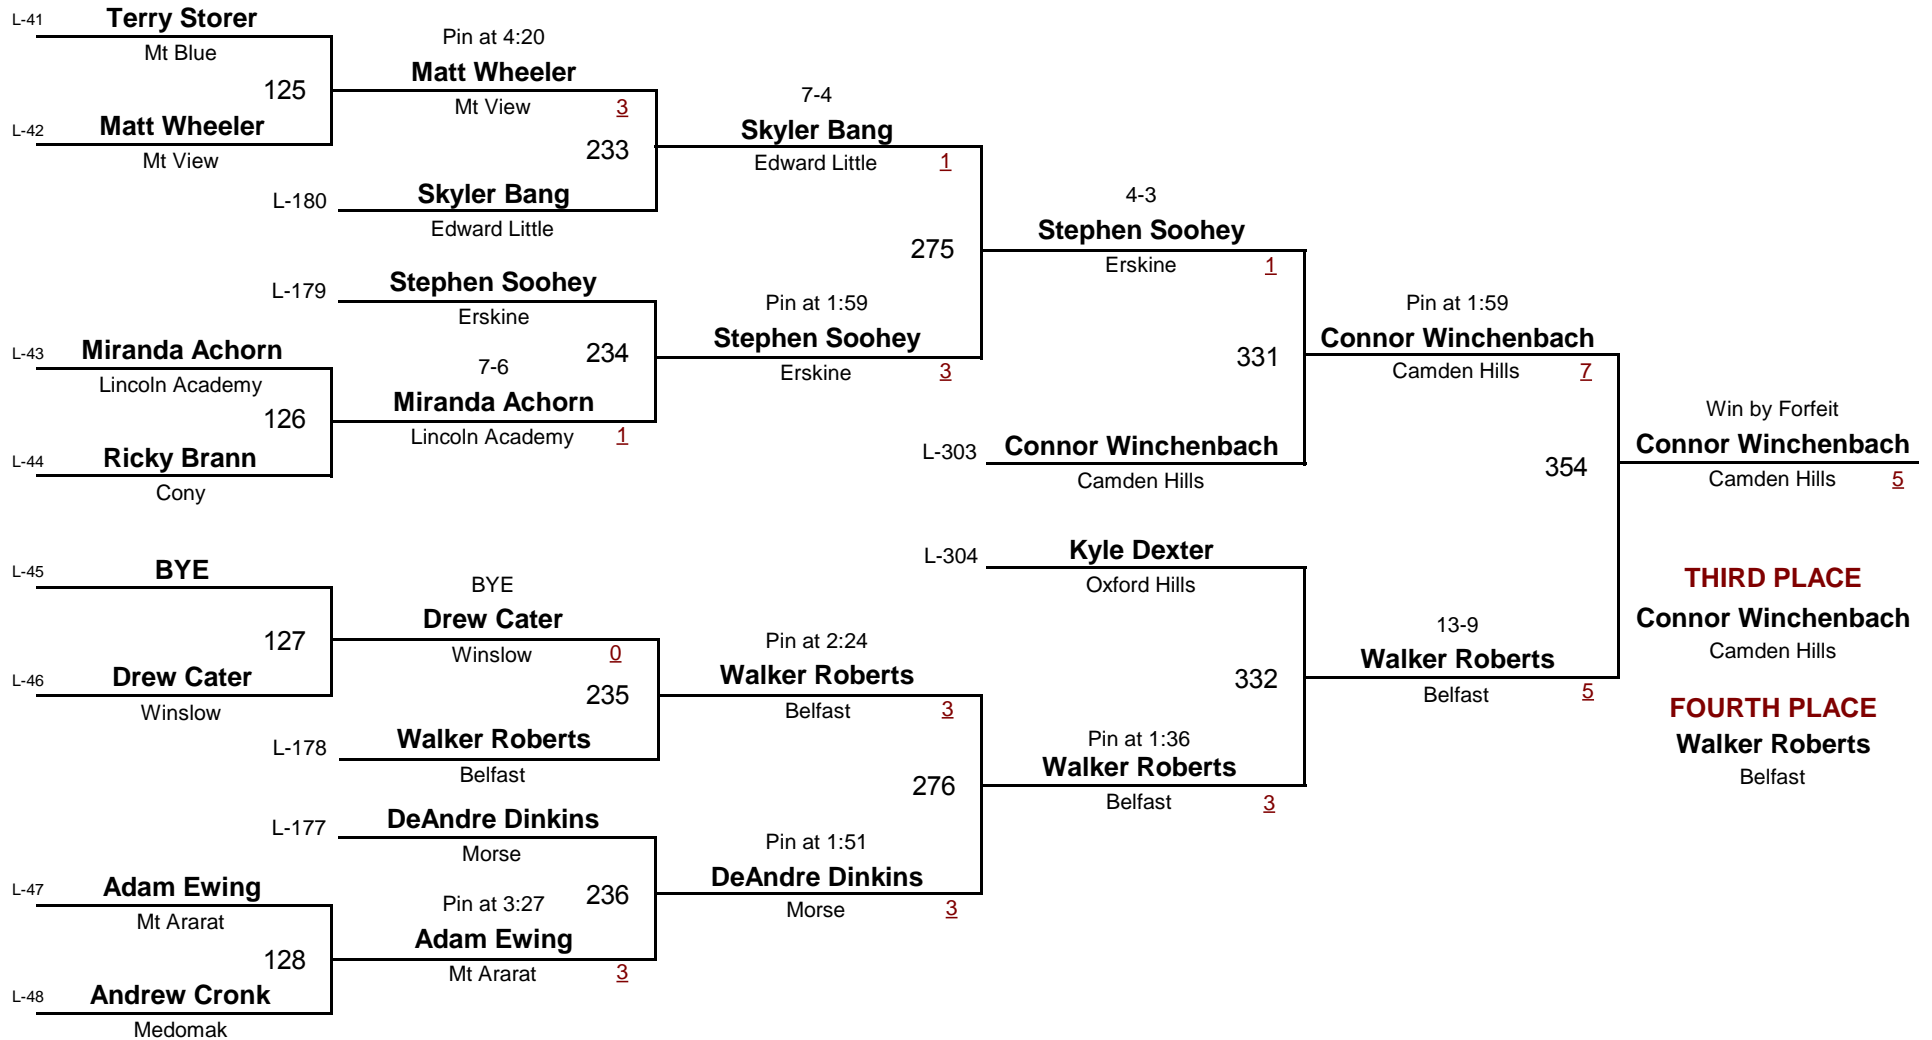 L-41 Terry Storer
Mt Blue
125
L-42 Matt Wheeler
Mt View
L-43 Miranda Achorn
Lincoln Academy
126
L-44 Ricky Brann
Cony
L-45 BYE
127
L-46 Drew Cater
Winslow
L-47 Adam Ewing
Mt Ararat
128
L-48 Andrew Cronk
Medomak
Pin at 4:20
Matt Wheeler
Mt View 3
233
L-180 Skyler Bang
Edward Little
L-179 Stephen Soohey
Erskine
234
7-6
Miranda Achorn
Lincoln Academy 1
BYE
Drew Cater
Winslow 0
235
L-178 Walker Roberts
Belfast
L-177 DeAndre Dinkins
Morse
236
Pin at 3:27
Adam Ewing
Mt Ararat 3
7-4
Skyler Bang
Edward Little 1
275
Pin at 1:59
Stephen Soohey
Erskine 3
Pin at 2:24
Walker Roberts
Belfast 3
276
Pin at 1:51
DeAndre Dinkins
Morse 3
4-3
Stephen Soohey
Erskine 1
331
L-303 Connor Winchenbach
Camden Hills
L-304 Kyle Dexter
Oxford Hills
332
Pin at 1:36
Walker Roberts
Belfast 3
Pin at 1:59
Connor Winchenbach
Camden Hills 7
354
13-9
Walker Roberts
Belfast 5
Win by Forfeit
Connor Winchenbach
Camden Hills 5
THIRD PLACE
Connor Winchenbach
Camden Hills
FOURTH PLACE
Walker Roberts
Belfast